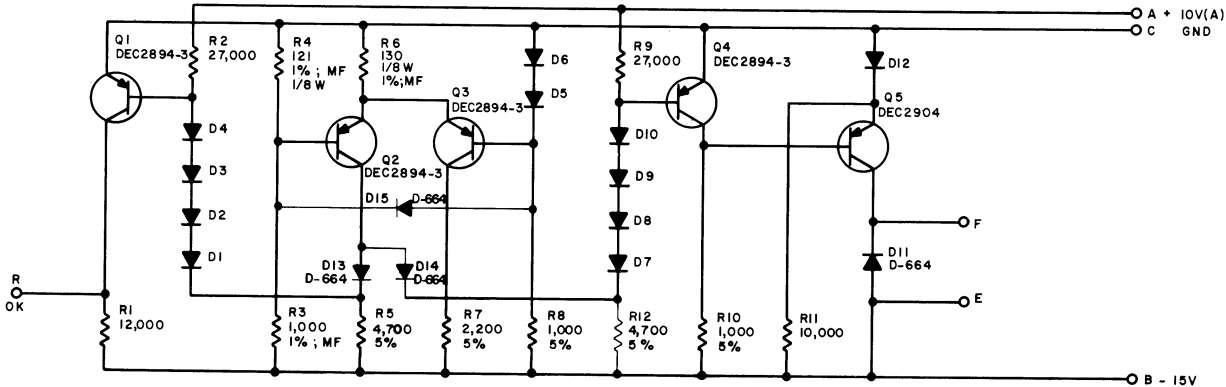 A + 10V(A)
C GND
Q1
DEC2894-3
R2
27,000
R4
121
1% ; MF
1/8 W
R6
130
1/8 W
1%;MF
D6
D5
Q3
DEC2894-3
R9
27,000
Q4
DEC2894-3
D12
Q5
DEC2904
D4
D3
D2
D1
Q2
DEC2894-3
D15 D-664
D10
D9
D8
D7
F
D11
D-664
E
D13
D-664
D14
D-664
R
OK
R1
12,000
R3
1,000
1% ; MF
R5
4,700
5%
R7
2,200
5%
R8
1,000
5%
R12
4,700
5%
R10
1,000
5%
R11
10,000
B - 15V